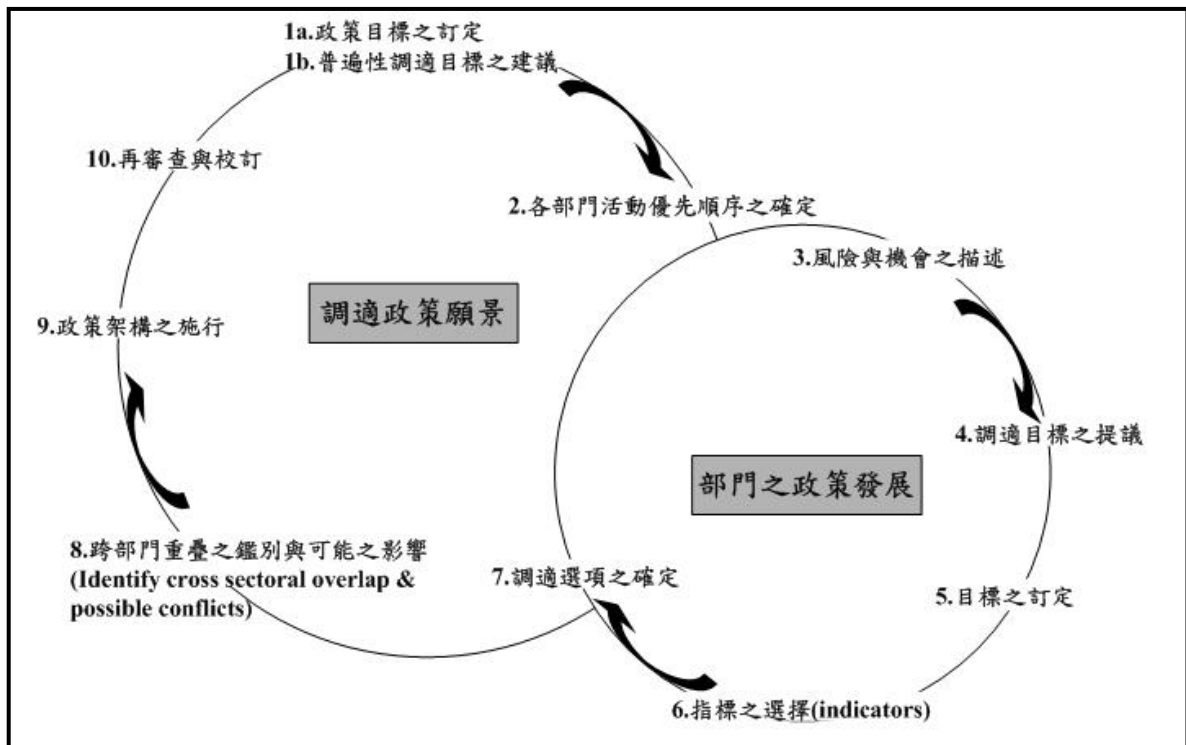 1a.政策目標之訂定
1b.普遍性調適目標之建議
10.再審查與校訂
2.各部門活動優先順序之確定
3.風險與機會之描述
調適政策願景
9.政策架構之施行
4.調適目標之提議
部門之政策發展
8.跨部門重疊之鑑別與可能之影響
(Identify cross sectoral overlap &
possible conflicts)
7.調適選項之確定
5.目標之訂定
6.指標之選擇(indicators)